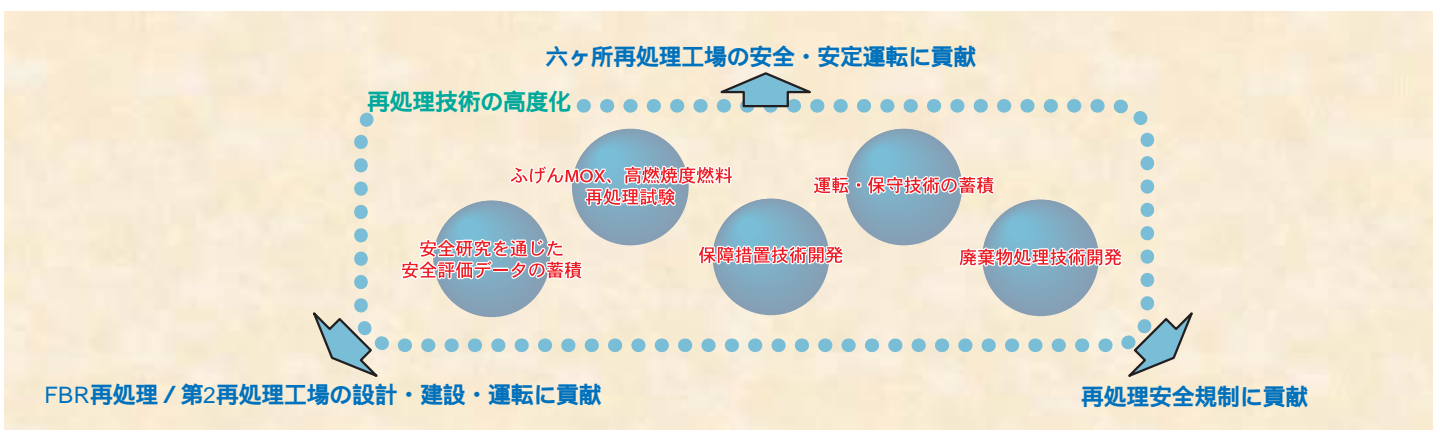 六ヶ所再処理工場の安全・安定運転に貢献
再処理技術の高度化
ふげんMOX、高燃焼度燃料
再処理試験
運転・保守技術の蓄積
安全研究を通じた
安全評価データの蓄積
保障措置技術開発
廃棄物処理技術開発
FBR再処理 / 第2再処理工場の設計・建設・運転に貢献
再処理安全規制に貢献